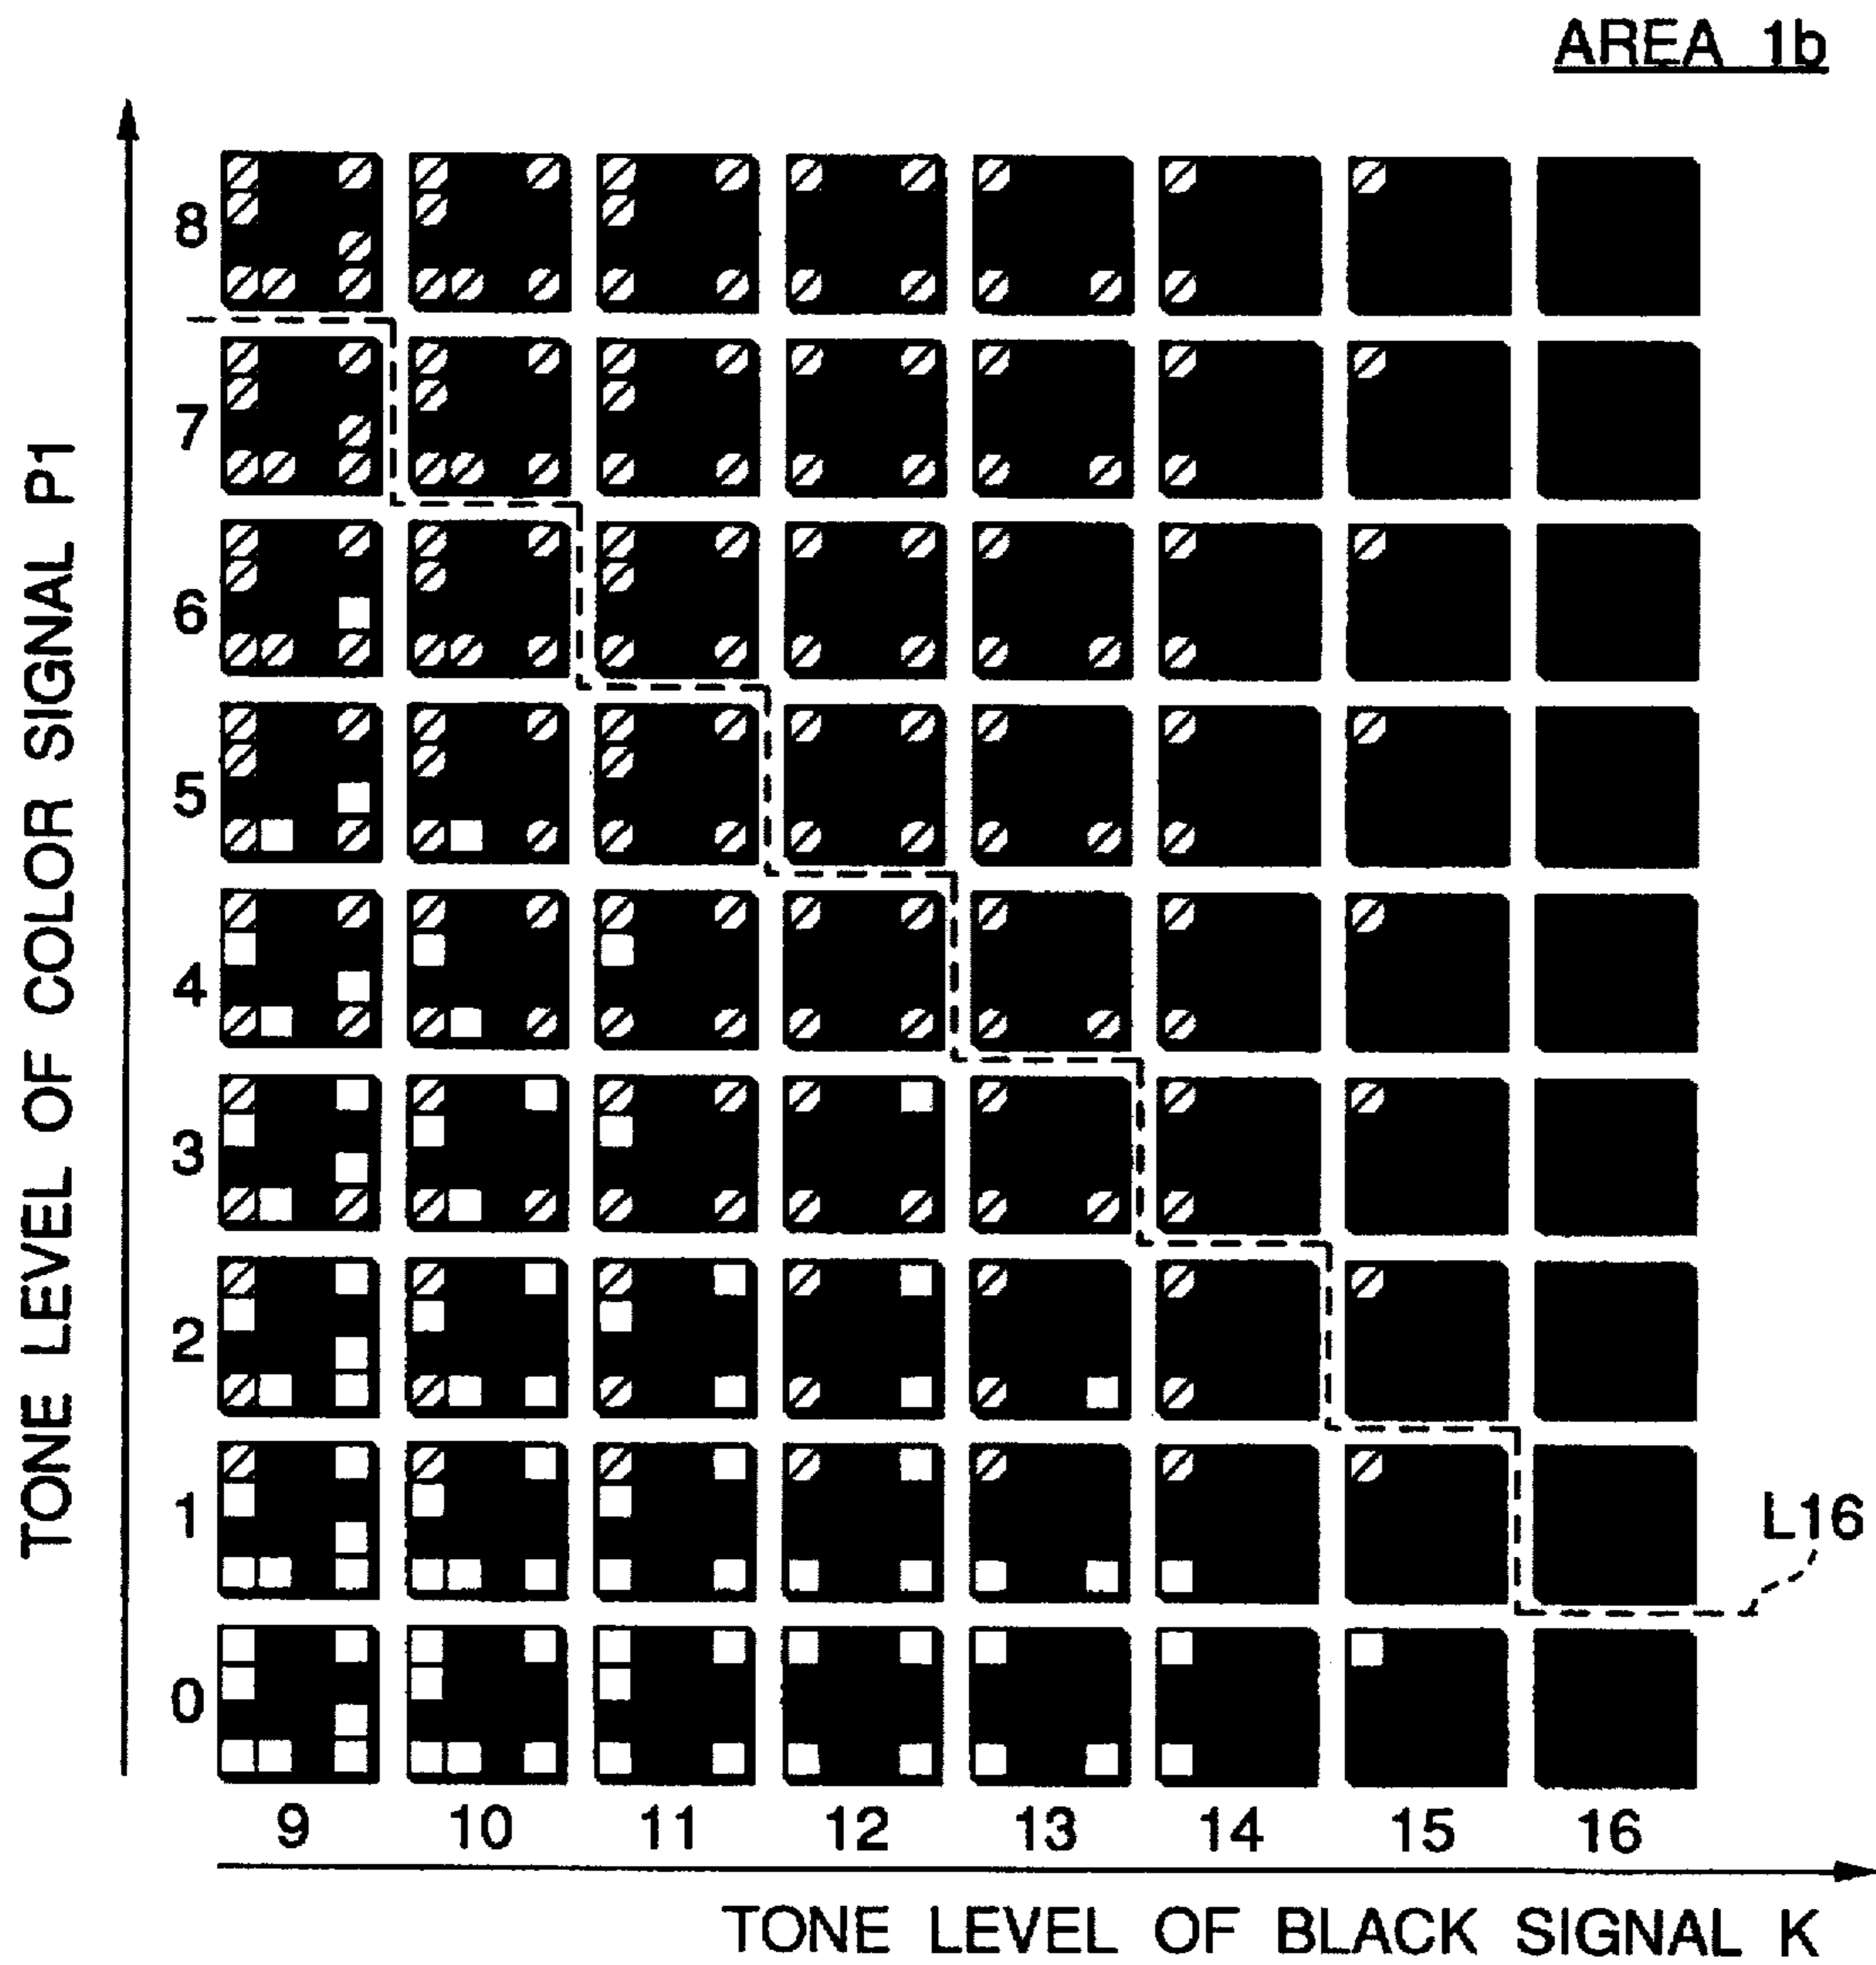 AREA 1b
TONE LEVEL OF COLOR SIGNAL P1
8
7
6
5
4
3
2
1
0
L16
9 10 11 12 13 14 15 16
TONE LEVEL OF BLACK SIGNAL K